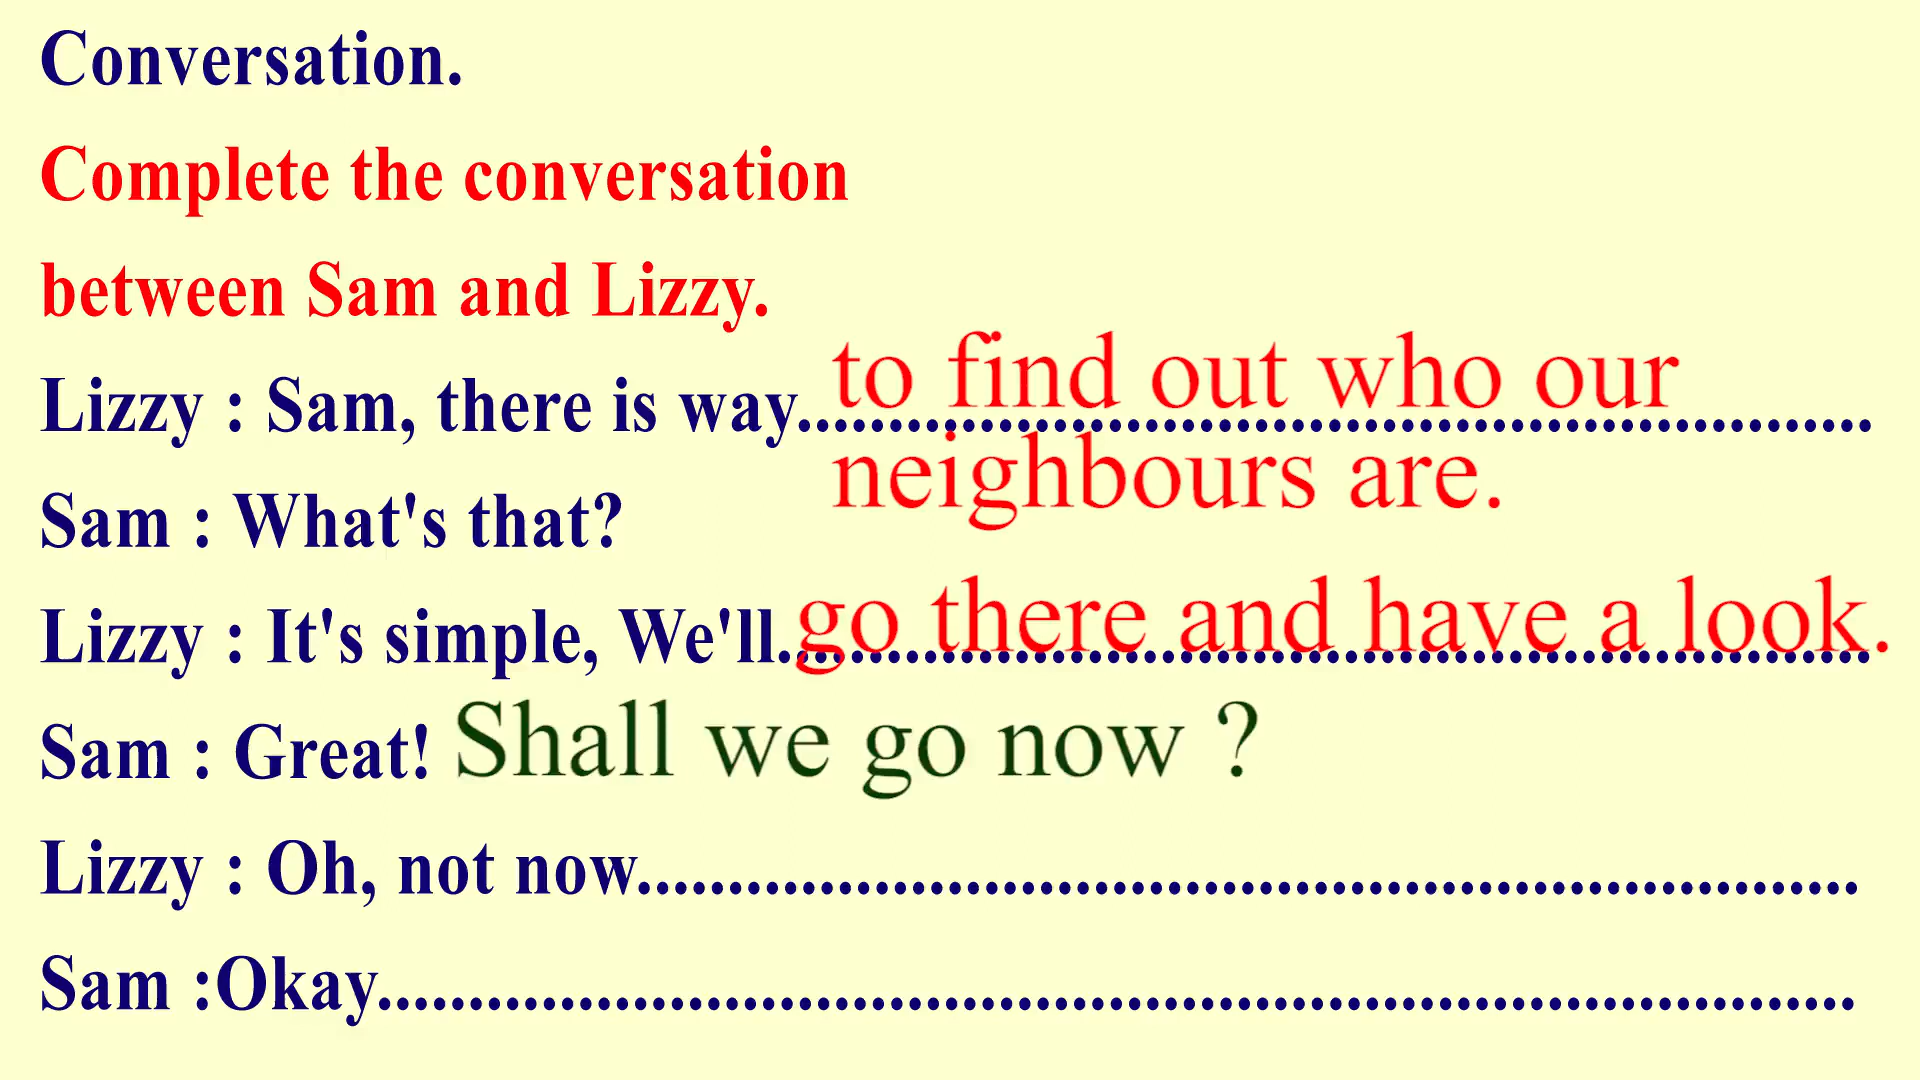 Conversation.
Complete the conversation
between Sam and Lizzy.
Lizzy : Sam, there is way..........................................................to find out who our
neighbours are.
Sam : What's that?
Lizzy : It's simple, We'll............................................................go there and have a look.
Sam : Great! Shall we go now ?
Lizzy : Oh, not now...................................................................
Sam :Okay.................................................................................